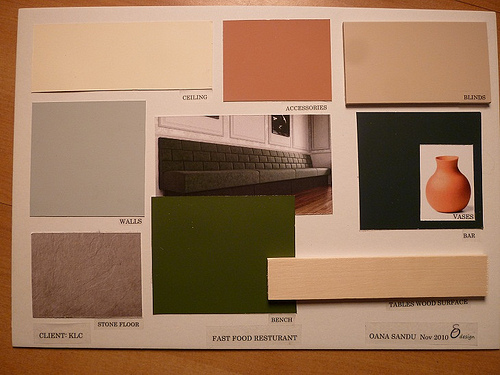 CEILING
ACCESSORIES
BLINDS
WALLS
VASES
BAR
STONE FLOOR
BENCH
TABLES WOOD SURFACE
CLIENT: KLC
FAST FOOD RESTURANT
OANA SANDU Nov 2010 design